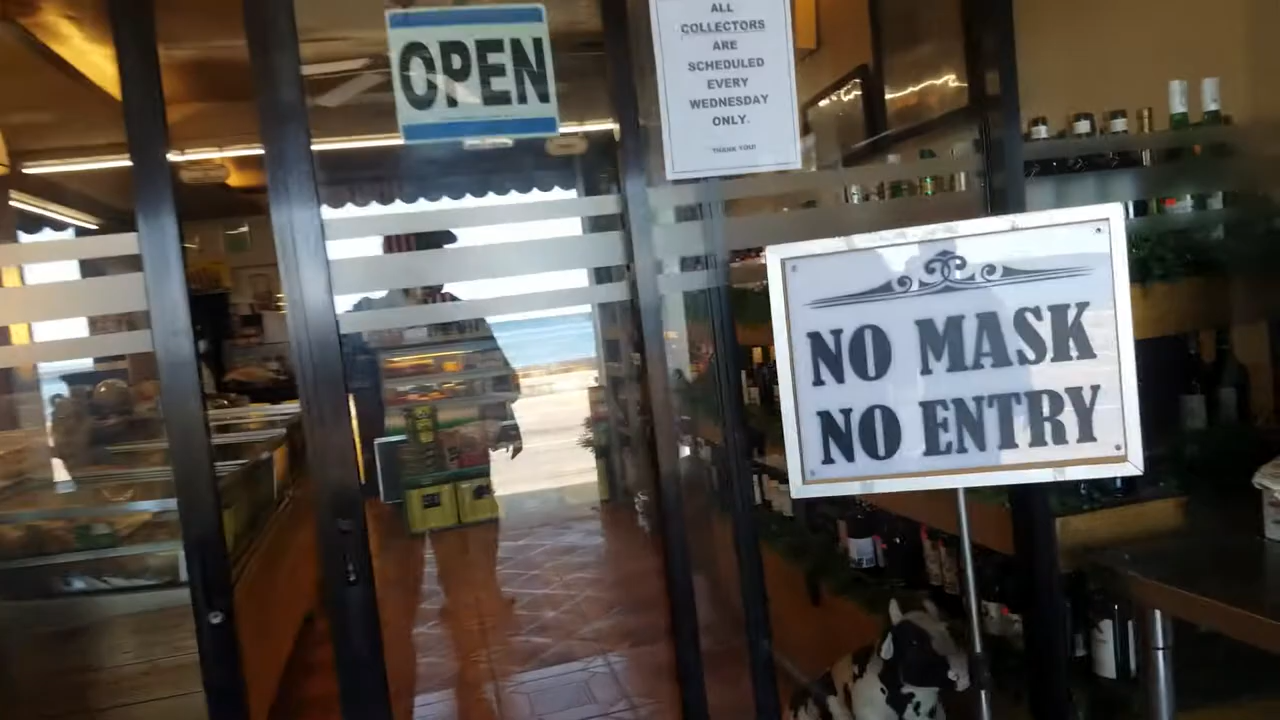 OPEN
ALL
COLLECTORS
ARE
SCHEDULED
EVERY
WEDNESDAY
ONLY.
THANK YOU!
NO MASK
NO ENTRY